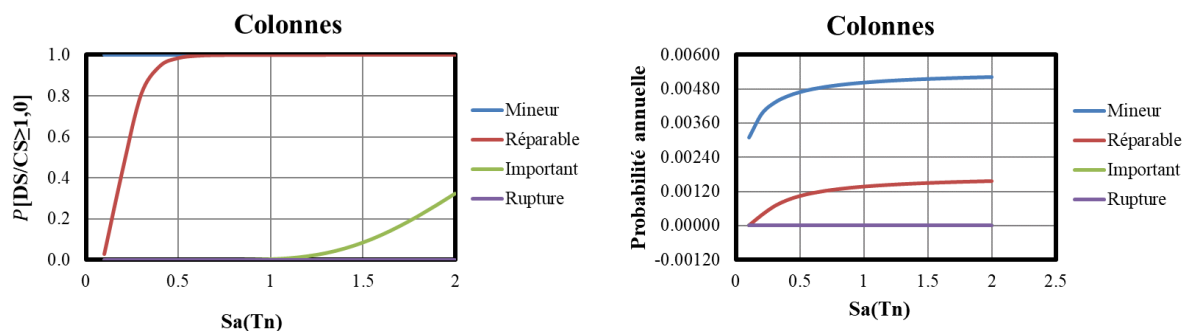 Colonnes
P[DS/CS≥1,0]
1.0
0.8
0.6
0.4
0.2
0.0
0 0.5 1 1.5 2
Sa(Tn)
Mineur
Réparable
Important
Rupture
Colonnes
Probabilité annuelle
0.00600
0.00480
0.00360
0.00240
0.00120
0.00000
-0.00120
0 0.5 1 1.5 2 2.5
Sa(Tn)
Mineur
Réparable
Important
Rupture